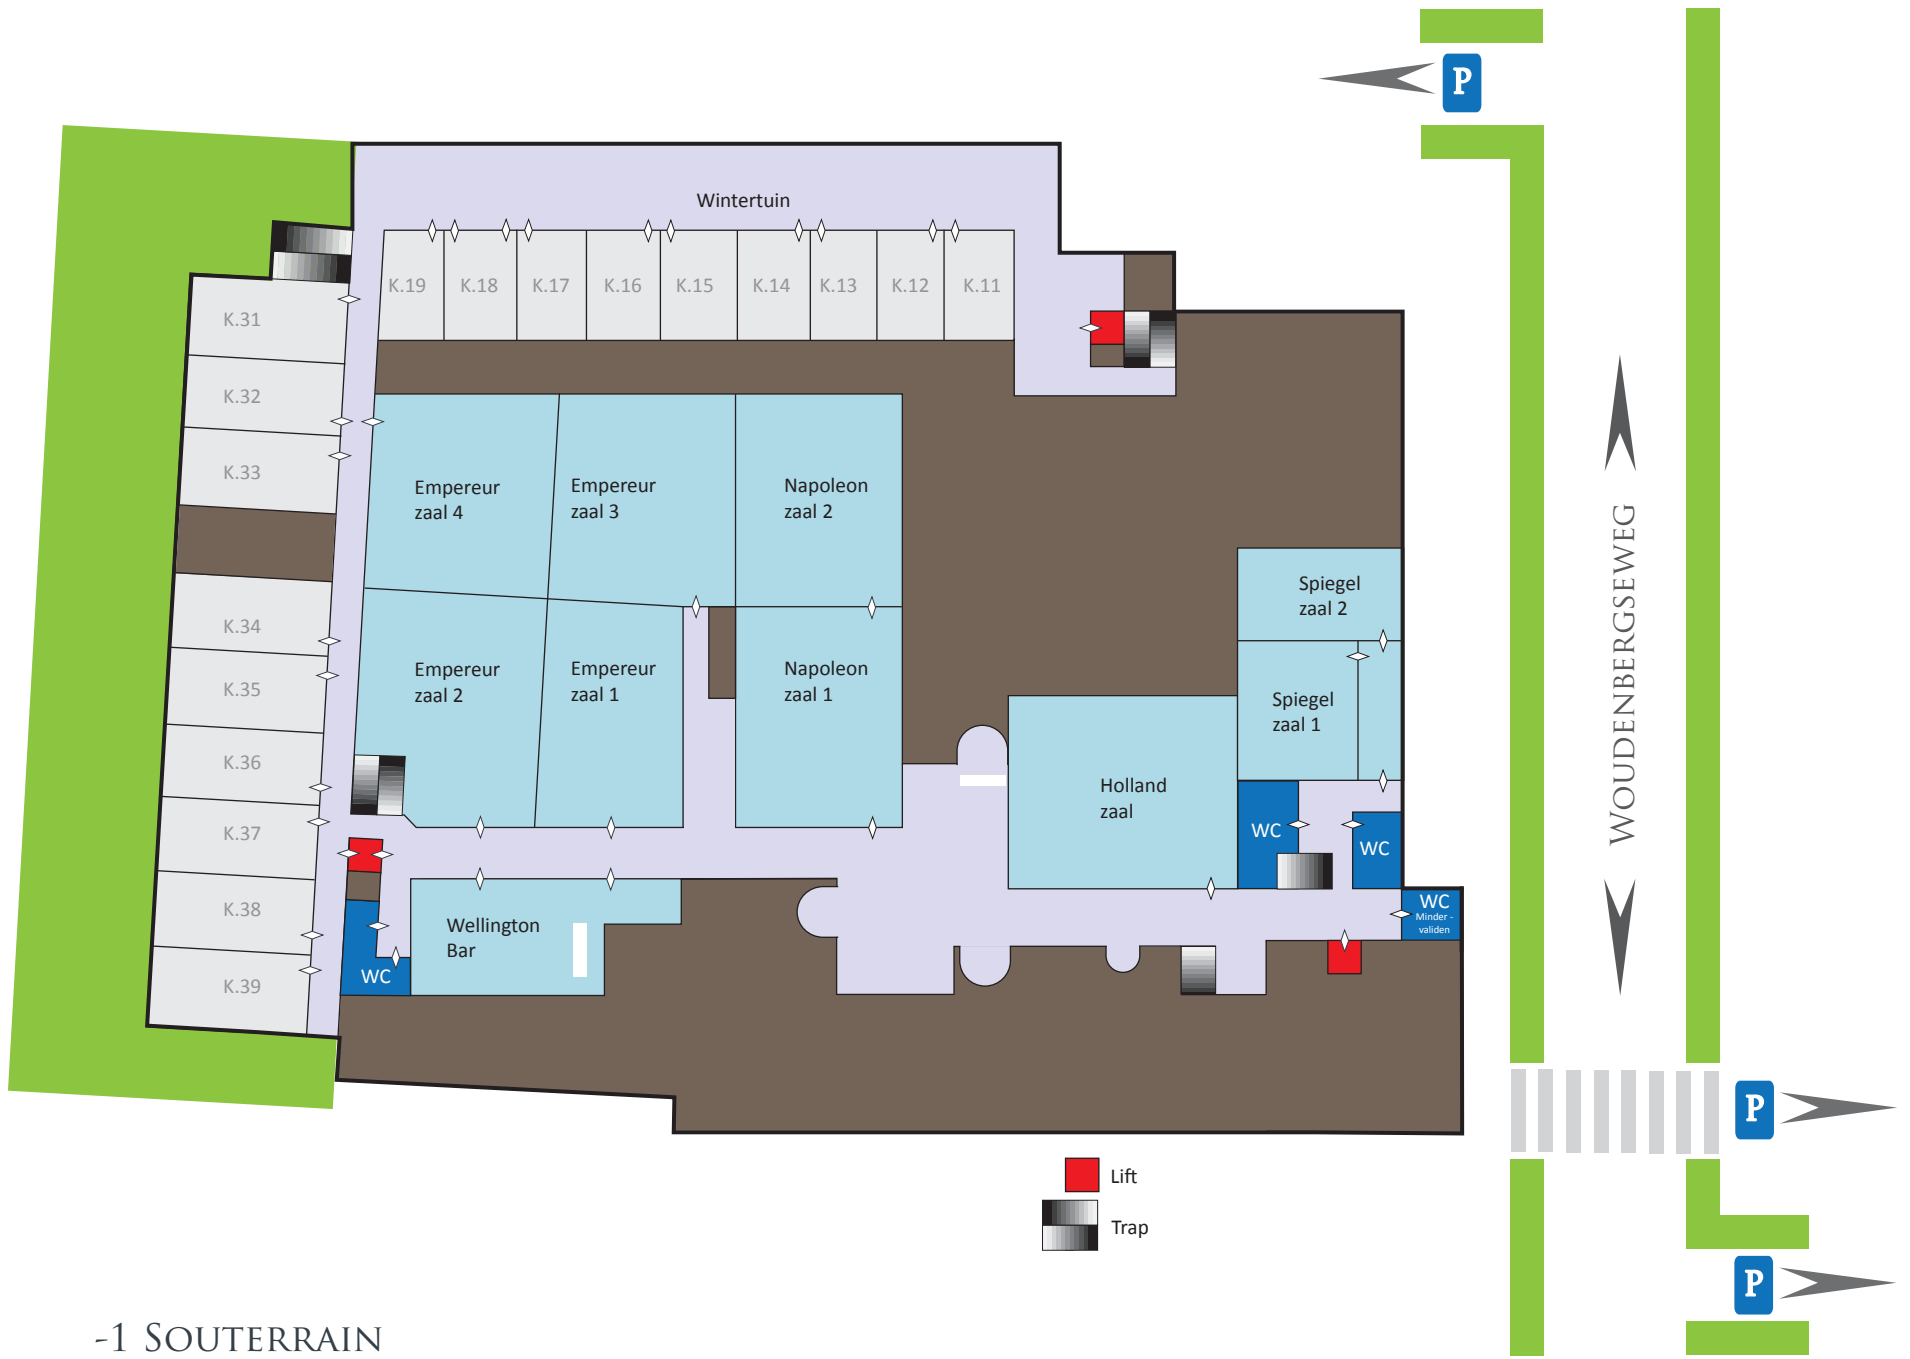 P
Wintertuin
K.19
K.18
K.17
K.16
K.15
K.14
K.13
K.12
K.11
K.31
K.32
K.33
K.34
K.35
K.36
K.37
K.38
K.39
Empereur
zaal 4
Empereur
zaal 3
Napoleon
zaal 2
Empereur
zaal 2
Empereur
zaal 1
Napoleon
zaal 1
Spiegel
zaal 2
Spiegel
zaal 1
Holland
zaal
WC
WC
WC
Minder -
validen
Wellington
Bar
WC
WOUDENBERGSEWEG
P
Lift
Trap
P
-1 SOUTERRAIN